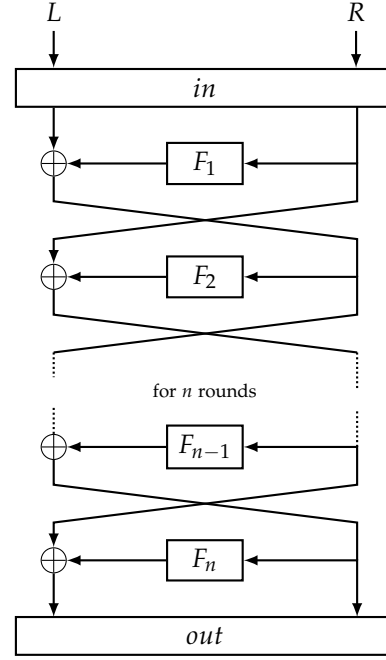 L R
in
F₁
F₂
for n rounds
Fₙ₋₁
Fₙ
out